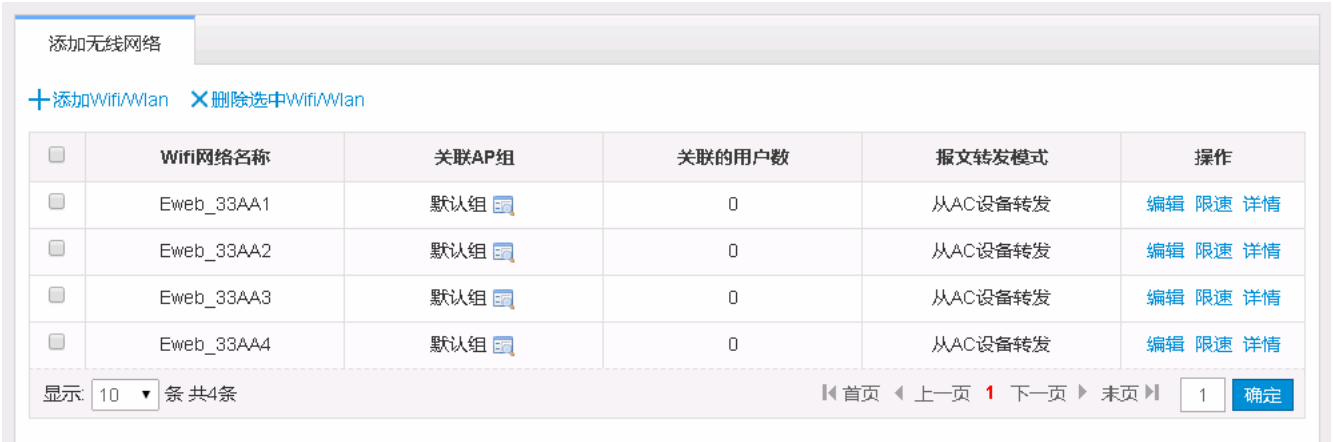 添加无线网络
添加Wifi/Wlan 删除选中Wifi/Wlan
Wifi网络名称 关联AP组 关联的用户数 报文转发模式 操作
Eweb_33AA1 默认组 0 从AC设备转发 编辑 限速 详情
Eweb_33AA2 默认组 0 从AC设备转发 编辑 限速 详情
Eweb_33AA3 默认组 0 从AC设备转发 编辑 限速 详情
Eweb_33AA4 默认组 0 从AC设备转发 编辑 限速 详情
显示: 10 条 共4条 首页 上一页 1 下一页 末页 1 确定